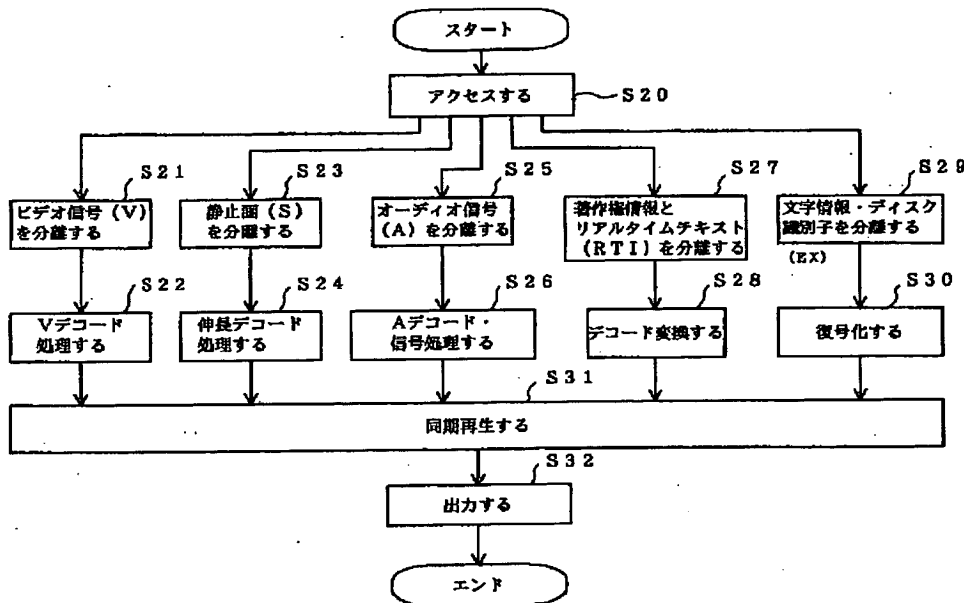 スタート
アクセスする
S20
S21
ビデオ信号(V)
を分離する
S23
静止画(S)
を分離する
S25
オーディオ信号
(A)を分離する
S27
著作権情報と
リアルタイムテキスト
(RTI)を分離する
S29
文字情報・ディスク
識別子を分離する
(EX)
S22
Vデコード
処理する
S24
伸長デコード
処理する
S26
Aデコード・
信号処理する
S28
デコード変換する
S30
復号化する
S31
同期再生する
S32
出力する
エンド